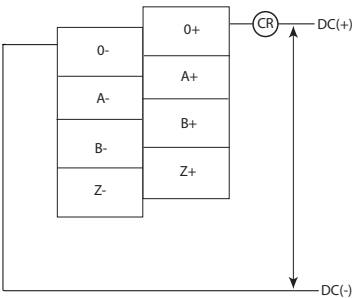 0+ CR DC(+)
0-
A+
A-
B+
B-
Z+
Z-
DC(-)